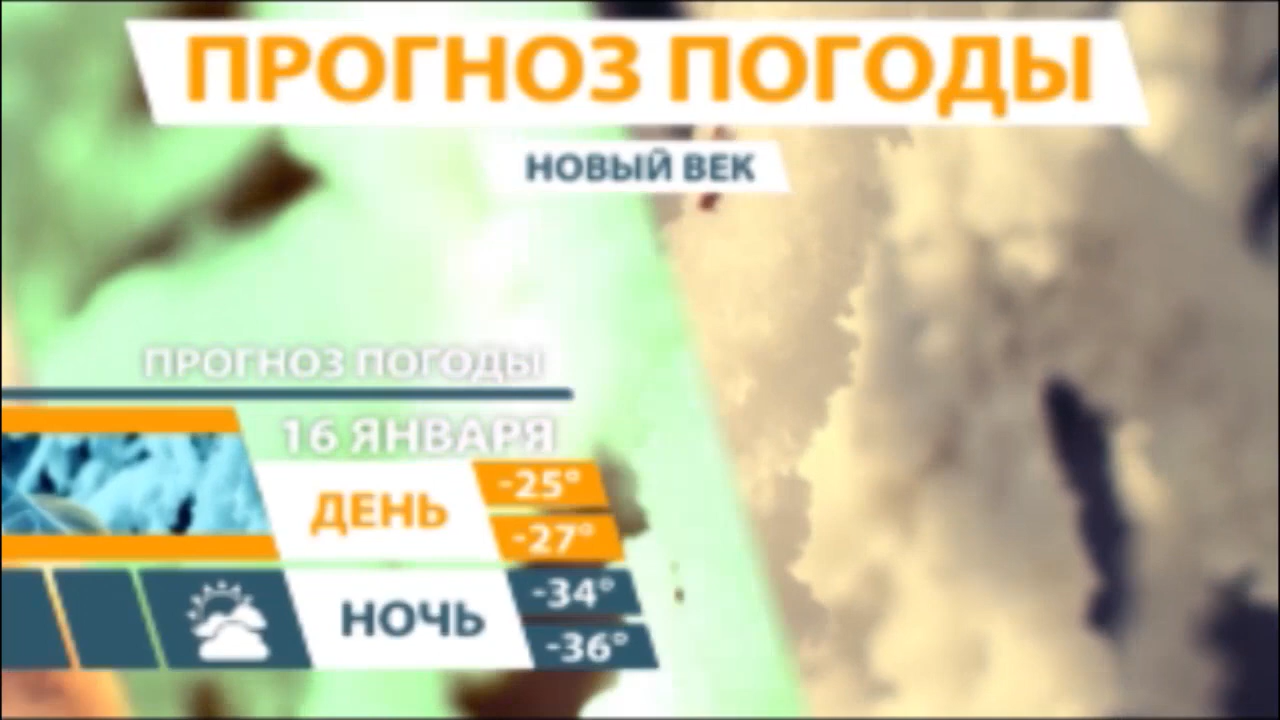 ПРОГНОЗ ПОГОДЫ
НОВЫЙ ВЕК
ПРОГНОЗ ПОГОДЫ
16 ЯНВАРЯ
ДЕНЬ
-25°
-27°
НОЧЬ
-34°
-36°